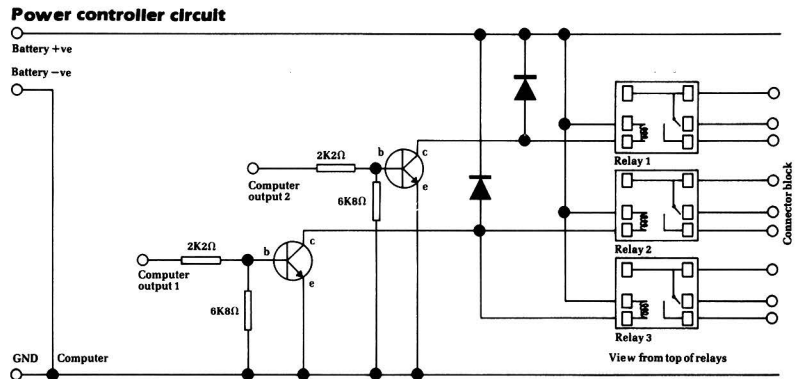 Power controller circuit
Battery +ve
Battery −ve
2K2Ω
b
c
e
Computer
output 2
6K8Ω
2K2Ω
b
c
e
Computer
output 1
6K8Ω
Relay 1
Relay 2
Relay 3
Connector block
GND
Computer
View from top of relays